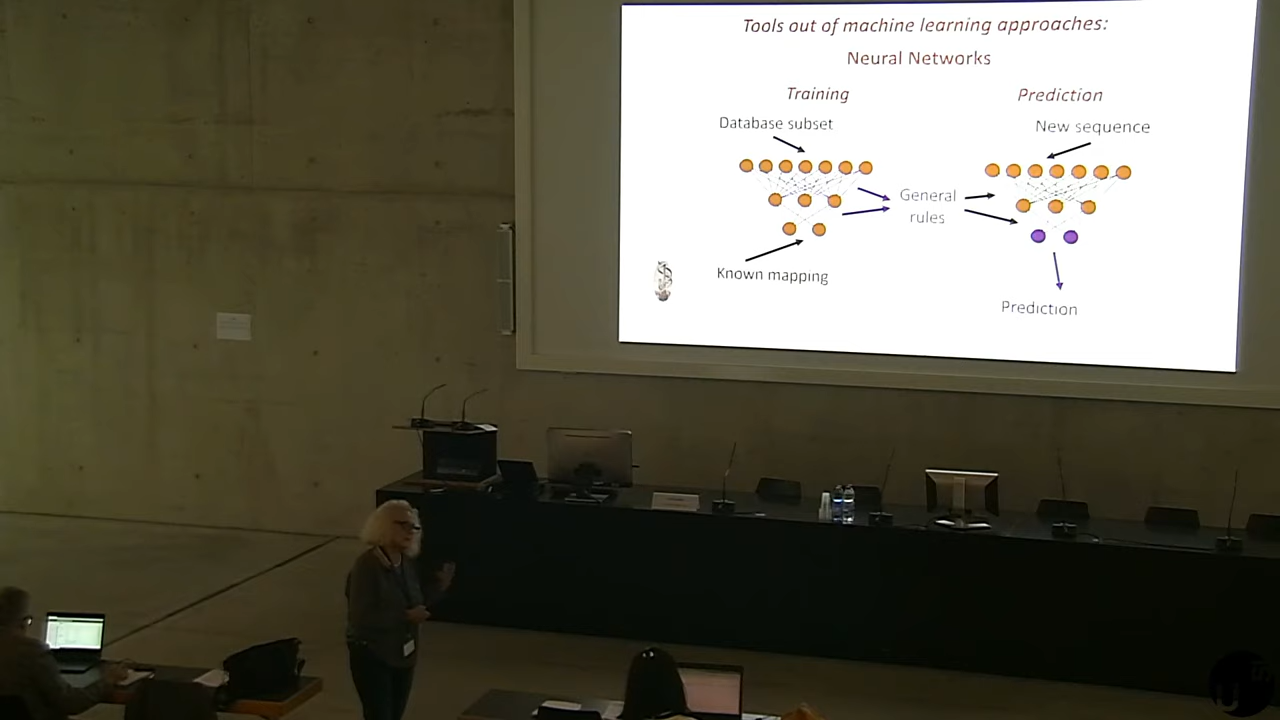 Tools out of machine learning approaches:
Neural Networks
Training
Prediction
Database subset
New sequence
General
rules
Known mapping
Prediction